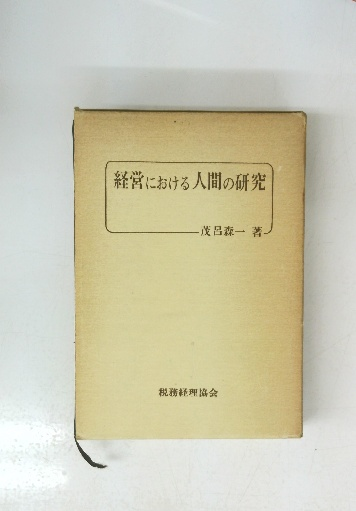 経営における人間の研究
茂呂森一 著
税務経理協会